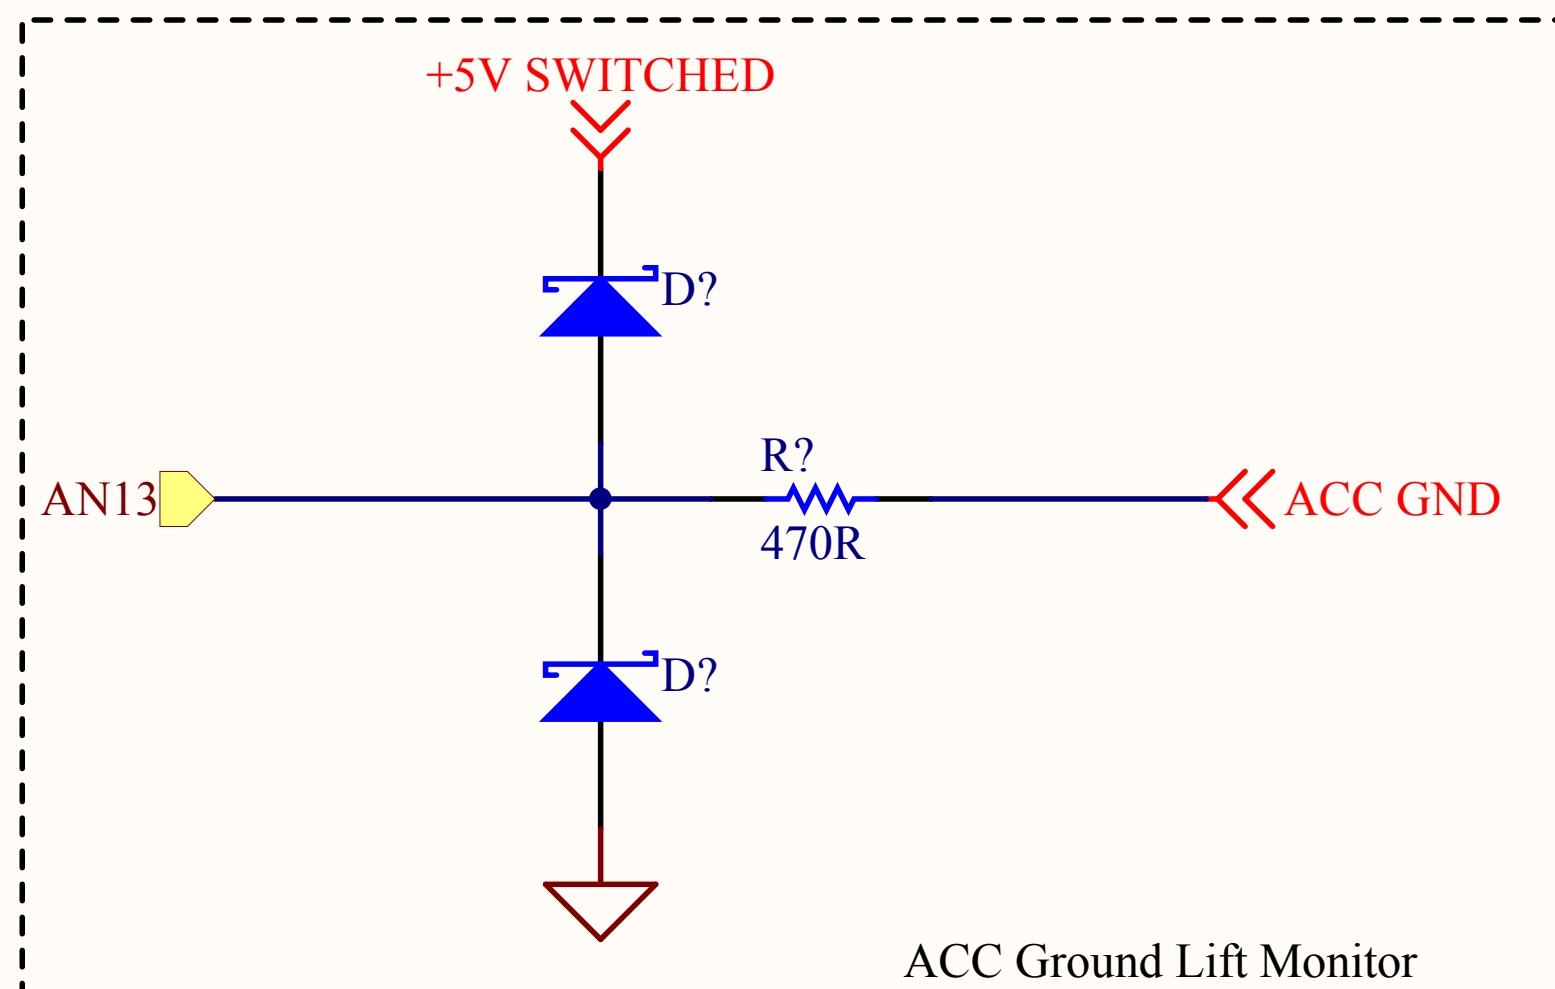 +5V SWITCHED
D?
R?
AN13
ACC GND
470R
D?
ACC Ground Lift Monitor